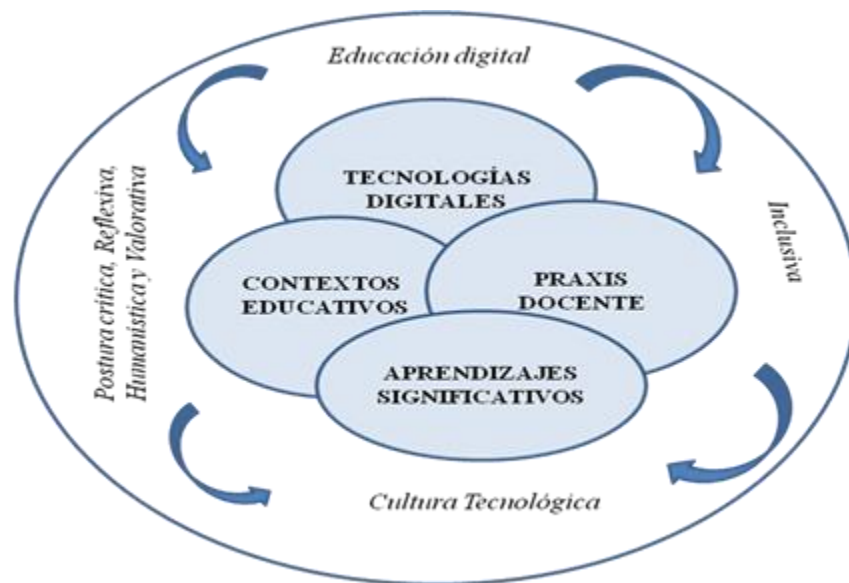 Educación digital
TECNOLOGÍAS
DIGITALES
Postura crítica, Reflexiva,
Humanística y Valorativa
CONTEXTOS
EDUCATIVOS
PRAXIS
DOCENTE
Inclusiva
APRENDIZAJES
SIGNIFICATIVOS
Cultura Tecnológica